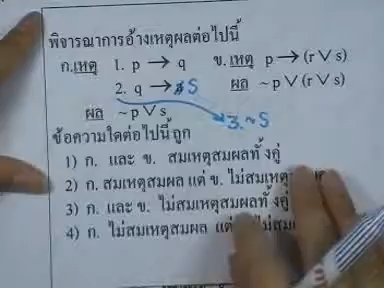 พิจารณาการอ้างเหตุผลต่อไปนี้
ก.เหตุ 1. p → q ข. เหตุ p → (r ∨ s)
2. q → s ผล ~ p ∨ (r ∨ s)
ผล ~ p ∨ s 3. ~ S
ข้อความใดต่อไปนี้ถูก
1) ก. และ ข. สมเหตุสมผลทั้งคู่
2) ก. สมเหตุสมผล แต่ ข. ไม่สมเหตุ
3) ก. และ ข. ไม่สมเหตุสมผลทั้งคู่
4) ก. ไม่สมเหตุสมผล แต่